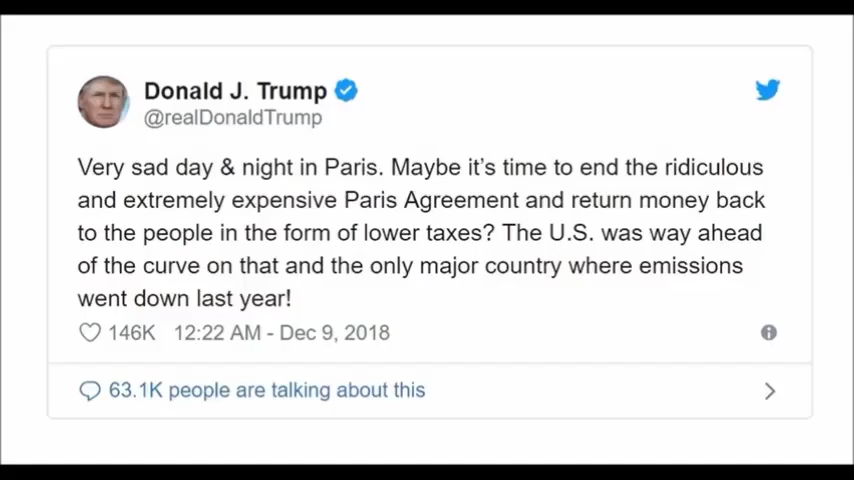 Donald J. Trump
@realDonaldTrump
Very sad day & night in Paris. Maybe it’s time to end the ridiculous
and extremely expensive Paris Agreement and return money back
to the people in the form of lower taxes? The U.S. was way ahead
of the curve on that and the only major country where emissions
went down last year!
146K 12:22 AM - Dec 9, 2018
63.1K people are talking about this